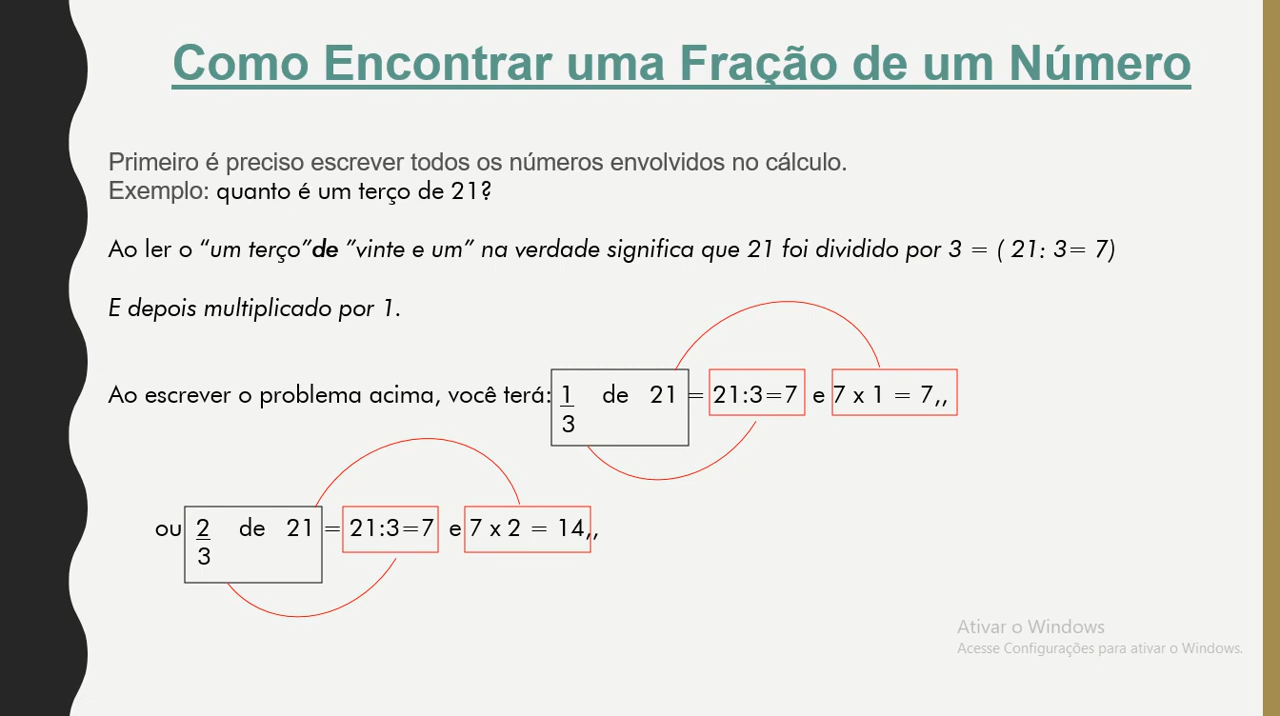 Como Encontrar uma Fração de um Número
Primeiro é preciso escrever todos os números envolvidos no cálculo.
Exemplo: quanto é um terço de 21?
Ao ler o “um terço”de ”vinte e um” na verdade significa que 21 foi dividido por 3 = ( 21: 3= 7)
E depois multiplicado por 1.
Ao escrever o problema acima, você terá: 1 de 21 = 21:3=7 e 7 x 1 = 7,,
3
ou 2 de 21 = 21:3=7 e 7 x 2 = 14,,
3
Ativar o Windows
Acesse Configurações para ativar o Windows.